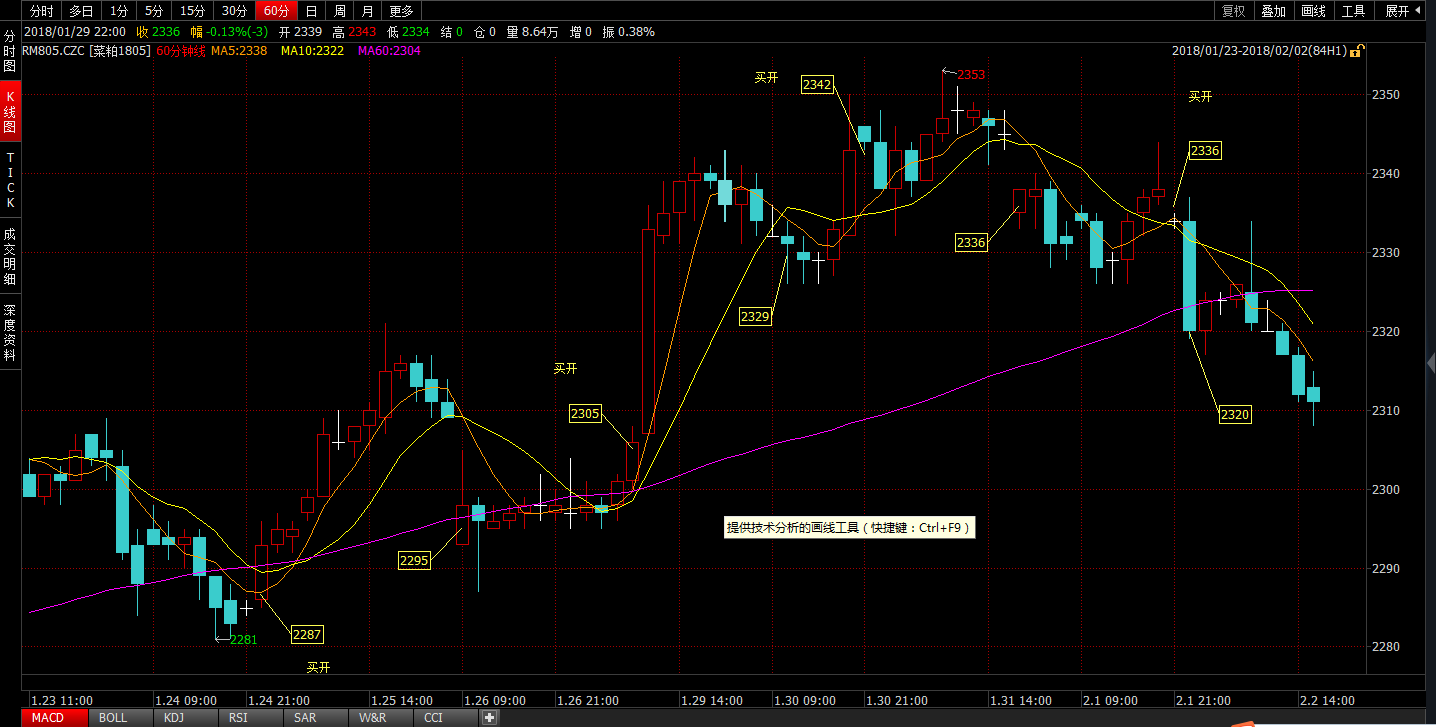 分时 多日 1分 5分 15分 30分 60分 日 周 月 更多 复权 叠加 画线 工具 展开
2018/01/29 22:00 收 2336 幅 -0.13%(-3) 开 2339 高 2343 低 2334 结 0 仓 0 量 8.64万 增 0 振 0.38%
RM805.CZC [菜粕1805] 60分钟线 MA5:2338 MA10:2322 MA60:2304 2018/01/23-2018/02/02(84H1)
分时图
K线图
TICK
成交明细
深度资料
买开
2342
2353
买开
2350
2336
2340
2336
2330
2329
2320
买开
2305
2320
2310
2300
提供技术分析的画线工具(快捷键:Ctrl+F9)
2295
2290
2287
2281
2280
买开
1.23 11:00 1.24 09:00 1.24 21:00 1.25 14:00 1.26 09:00 1.26 21:00 1.29 14:00 1.30 09:00 1.30 21:00 1.31 14:00 2.1 09:00 2.1 21:00 2.2 14:00
MACD BOLL KDJ RSI SAR W&R CCI